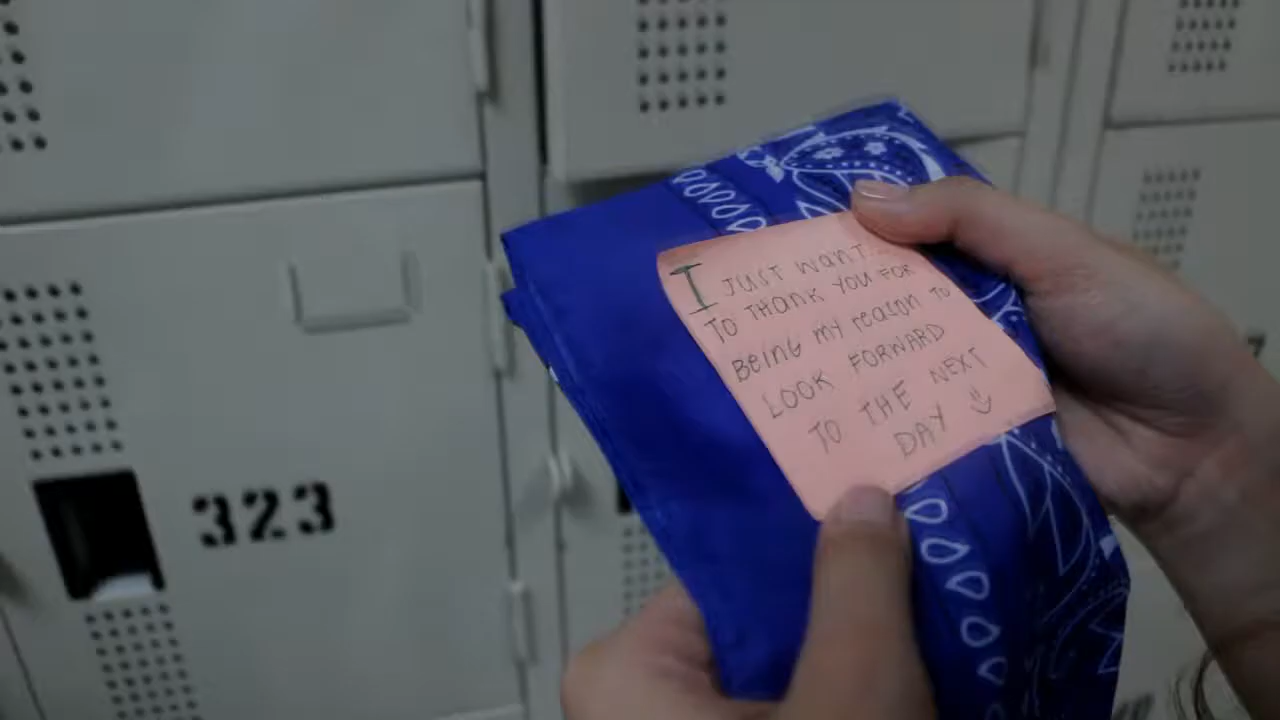 I JUST WANT...
TO THANK YOU FOR
BEING MY REASON TO
LOOK FORWARD
TO THE NEXT
DAY
323